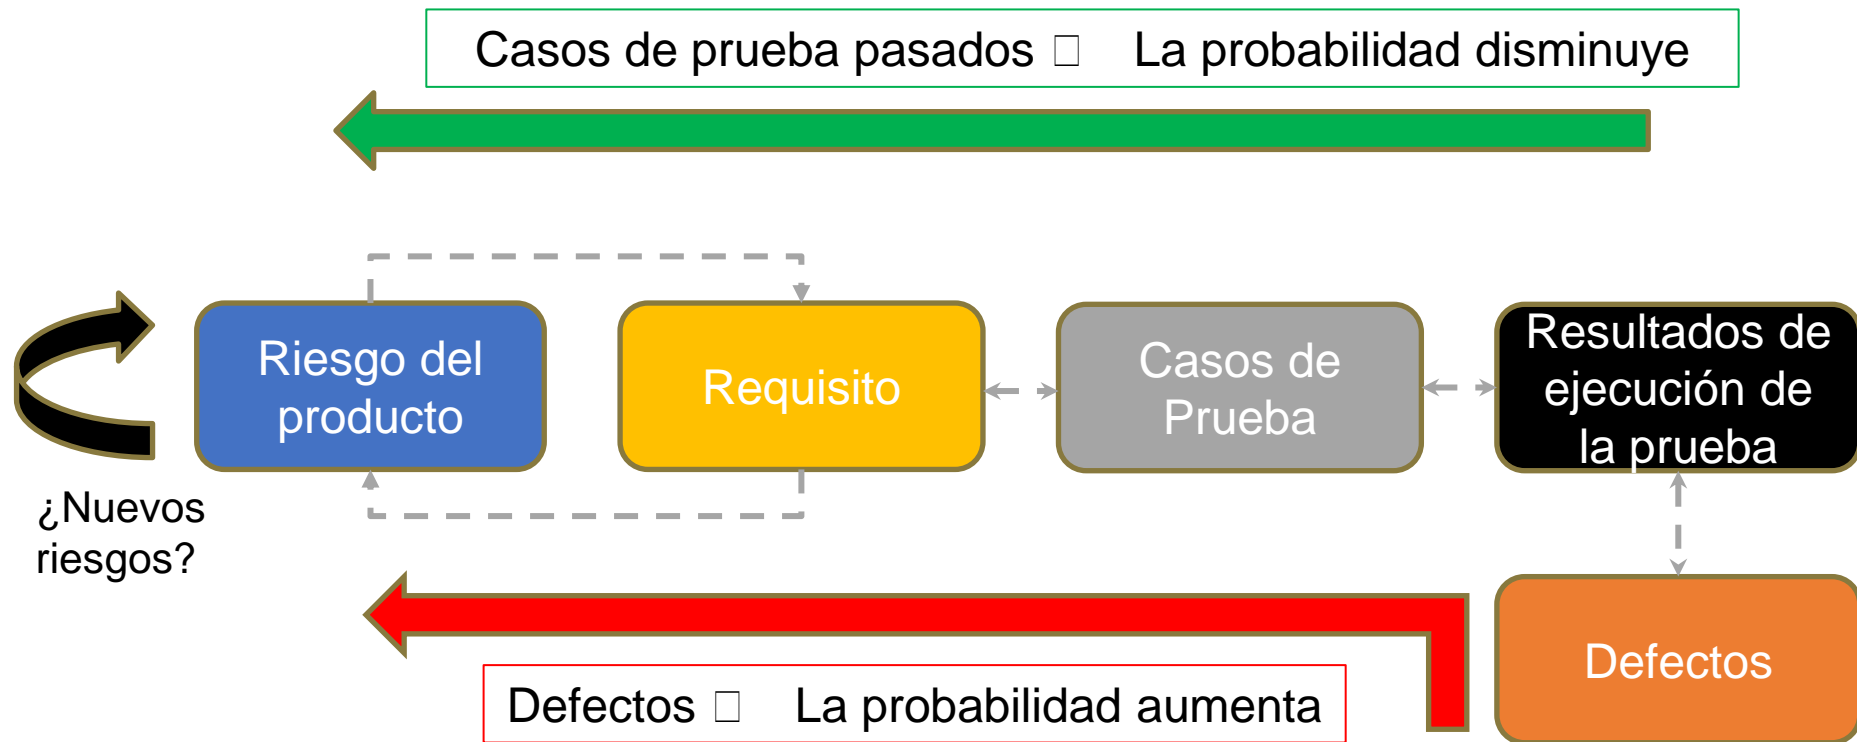 Casos de prueba pasados □ La probabilidad disminuye
Riesgo del
producto
Requisito
Casos de
Prueba
Resultados de
ejecución de
la prueba
¿Nuevos
riesgos?
Defectos
Defectos □ La probabilidad aumenta